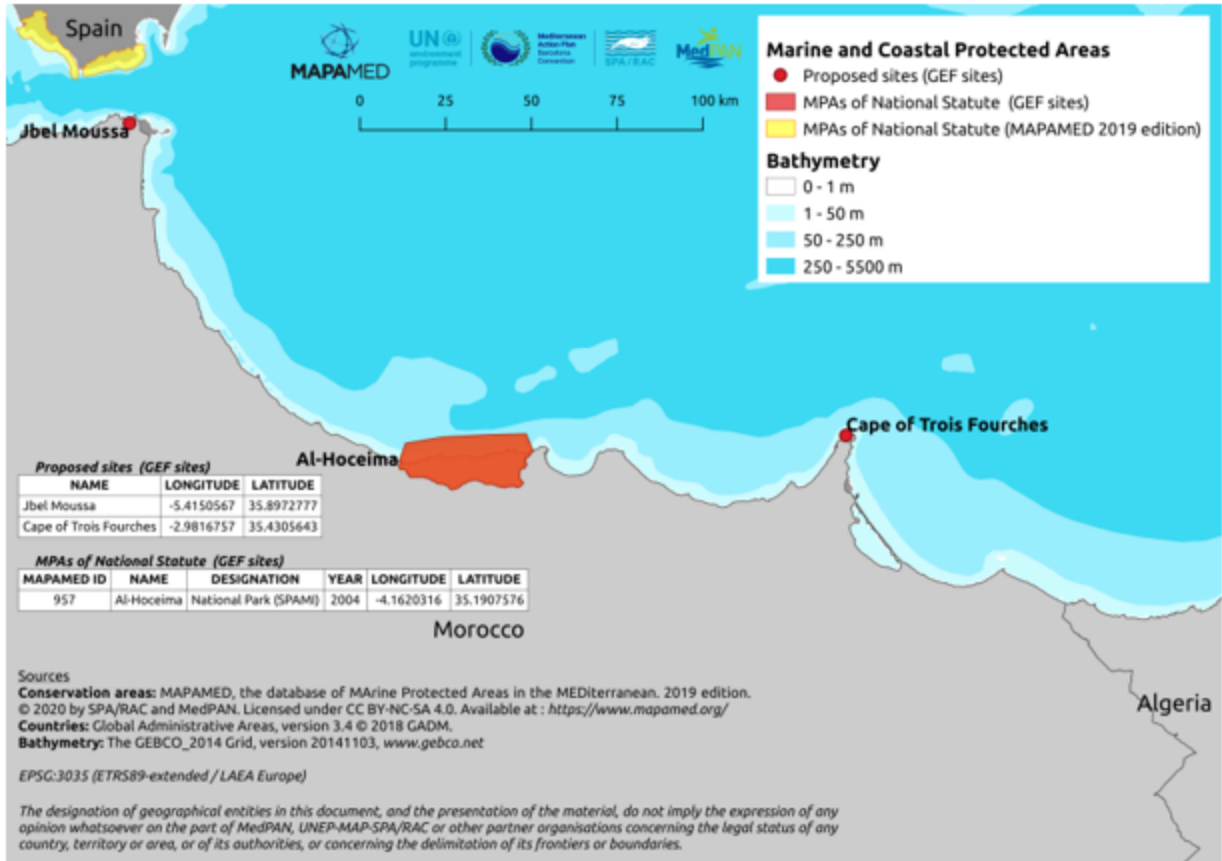 Spain
MAPAMED
UN
environment
programme
Mediterranean
Action Plan
Barcelona
Convention
SPA/RAC
MedPAN
0 25 50 75 100 km
Marine and Coastal Protected Areas
Proposed sites (GEF sites)
MPAs of National Statute (GEF sites)
MPAs of National Statute (MAPAMED 2019 edition)
Bathymetry
0 - 1 m
1 - 50 m
50 - 250 m
250 - 5500 m
Jbel Moussa
Cape of Trois Fourches
Al-Hoceima
Proposed sites (GEF sites)
NAME LONGITUDE LATITUDE
Jbel Moussa -5.4150567 35.8972777
Cape of Trois Fourches -2.9816757 35.4305643
MPAs of National Statute (GEF sites)
MAPAMED ID NAME DESIGNATION YEAR LONGITUDE LATITUDE
957 Al-Hoceima National Park (SPAMI) 2004 -4.1620316 35.1907576
Morocco
Algeria
Sources
Conservation areas: MAPAMED, the database of MArine Protected Areas in the MEDiterranean. 2019 edition.
© 2020 by SPA/RAC and MedPAN. Licensed under CC BY-NC-SA 4.0. Available at : https://www.mapamed.org/
Countries: Global Administrative Areas, version 3.4 © 2018 GADM.
Bathymetry: The GEBCO_2014 Grid, version 20141103, www.gebco.net
EPSG:3035 (ETRS89-extended / LAEA Europe)
The designation of geographical entities in this document, and the presentation of the material, do not imply the expression of any
opinion whatsoever on the part of MedPAN, UNEP-MAP-SPA/RAC or other partner organisations concerning the legal status of any
country, territory or area, or of its authorities, or concerning the delimitation of its frontiers or boundaries.